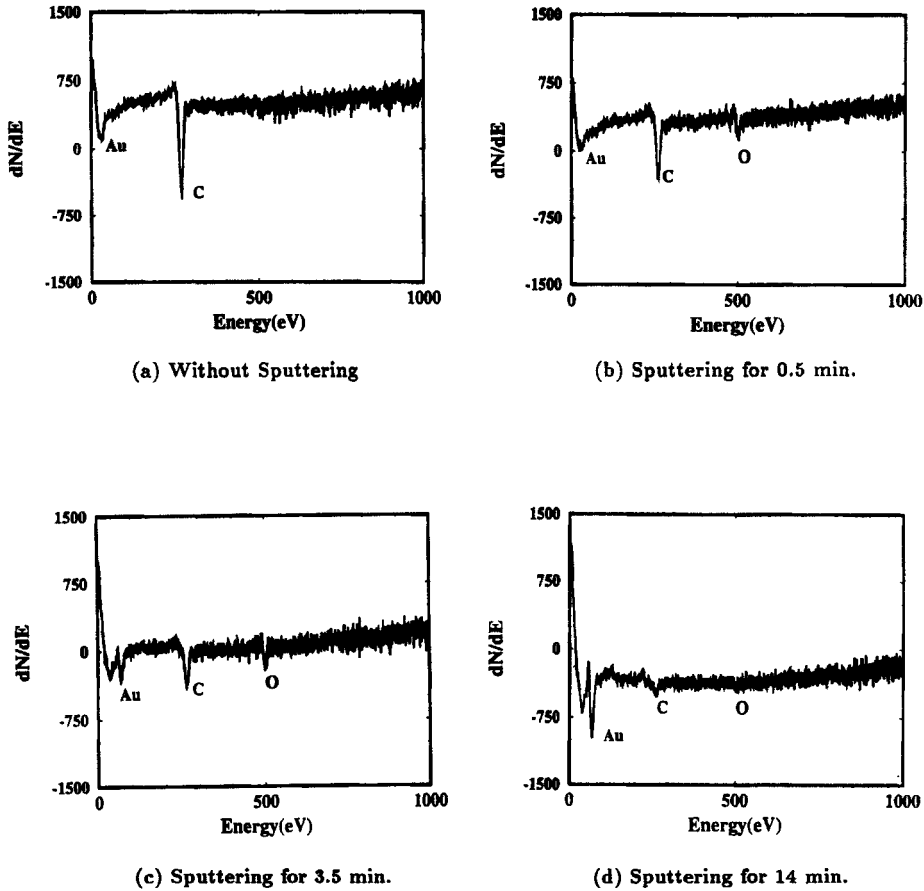 1500
750
0
-750
-1500
dN/dE
Au
C
0
500
1000
Energy(eV)
(a) Without Sputtering
1500
750
0
-750
-1500
dN/dE
Au
C
O
0
500
1000
Energy(eV)
(b) Sputtering for 0.5 min.
1500
750
0
-750
-1500
dN/dE
Au
C
O
0
500
1000
Energy(eV)
(c) Sputtering for 3.5 min.
1500
750
0
-750
-1500
dN/dE
Au
C
O
0
500
1000
Energy(eV)
(d) Sputtering for 14 min.